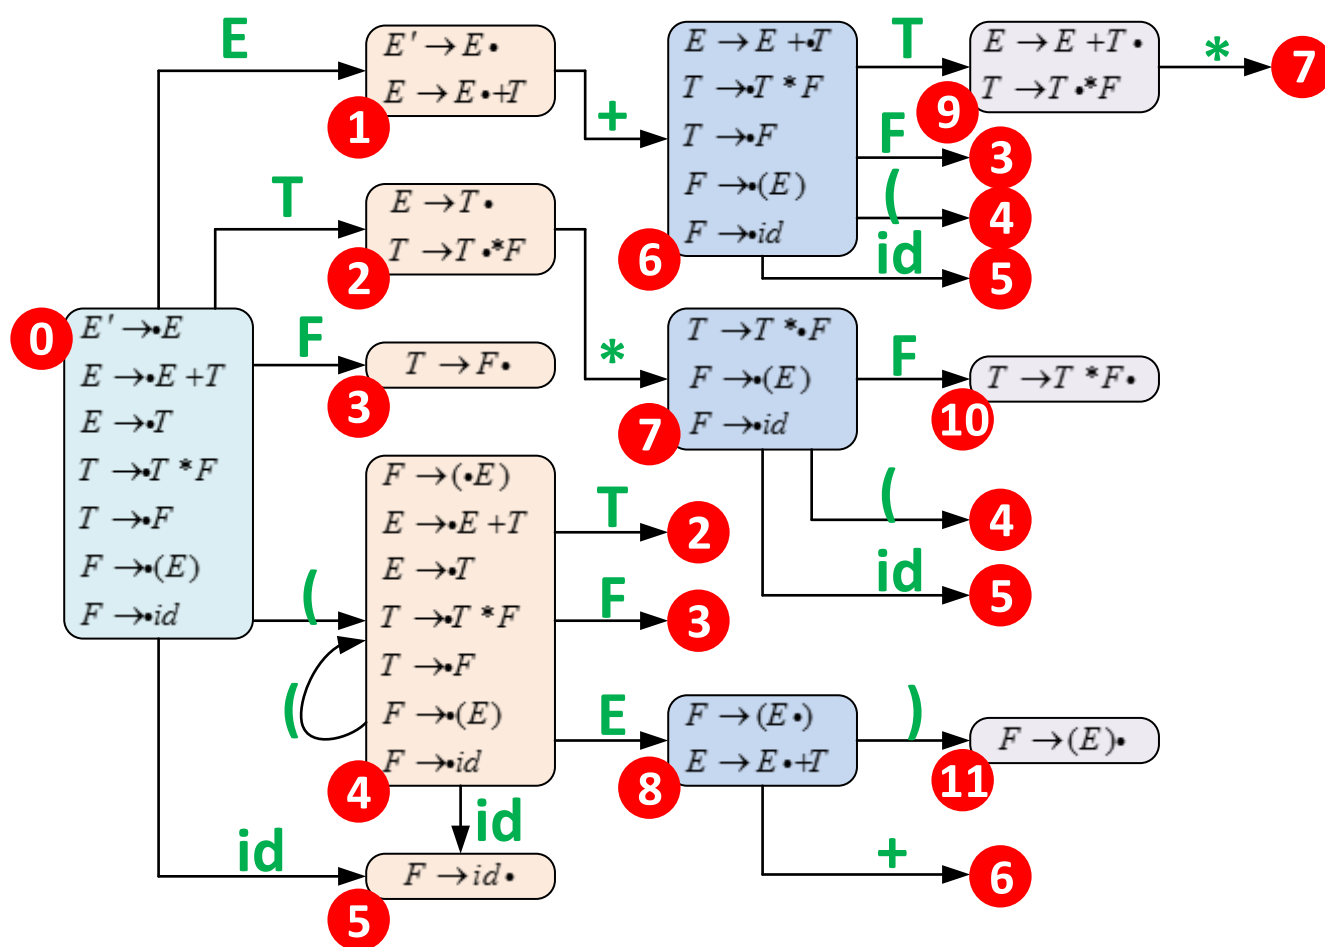 E
E' → E •
E → E •+T
1
+
E → E +•T
T → •T * F
T → •F
F → •(E)
F → •id
6
T
E → E +T •
T → T •*F
9
*
7
F
3
(
4
id
5
T
E → T •
T → T •*F
2
0
E' → •E
E → •E +T
E → •T
T → •T * F
T → •F
F → •(E)
F → •id
F
T → F •
3
*
T → T *•F
F → •(E)
F → •id
7
F
T → T *F •
10
(
4
id
5
(
F → (•E)
E → •E +T
E → •T
T → •T * F
T → •F
F → •(E)
F → •id
4
(
T
2
F
3
E
F → (E •)
E → E •+T
8
)
F → (E)•
11
+
6
id
id
F → id •
5